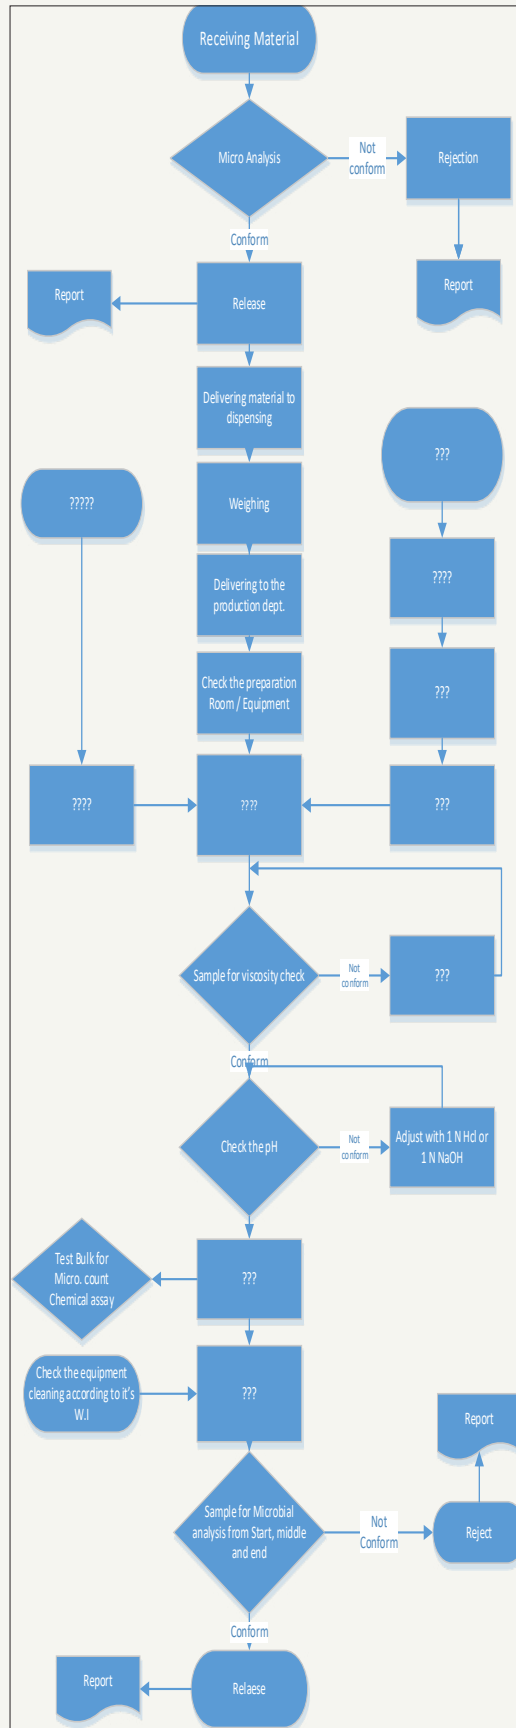 Receiving Material
Micro Analysis
Not
conform
Rejection
Conform
Report
Release
Report
Delivering material to
dispensing
???
?????
Weighing
????
Delivering to the
production dept.
???
Check the preparation
Room / Equipment
????
????
???
Sample for viscosity check
Not
conform
???
Conform
Check the pH
Not
conform
Adjust with 1 N Hcl or
1 N NaOH
Test Bulk for
Micro. count
Chemical assay
???
Check the equipment
cleaning according to it's
W.I
???
Report
Sample for Microbial
analysis from Start, middle
and end
Not
Conform
Reject
Conform
Report
Relaese